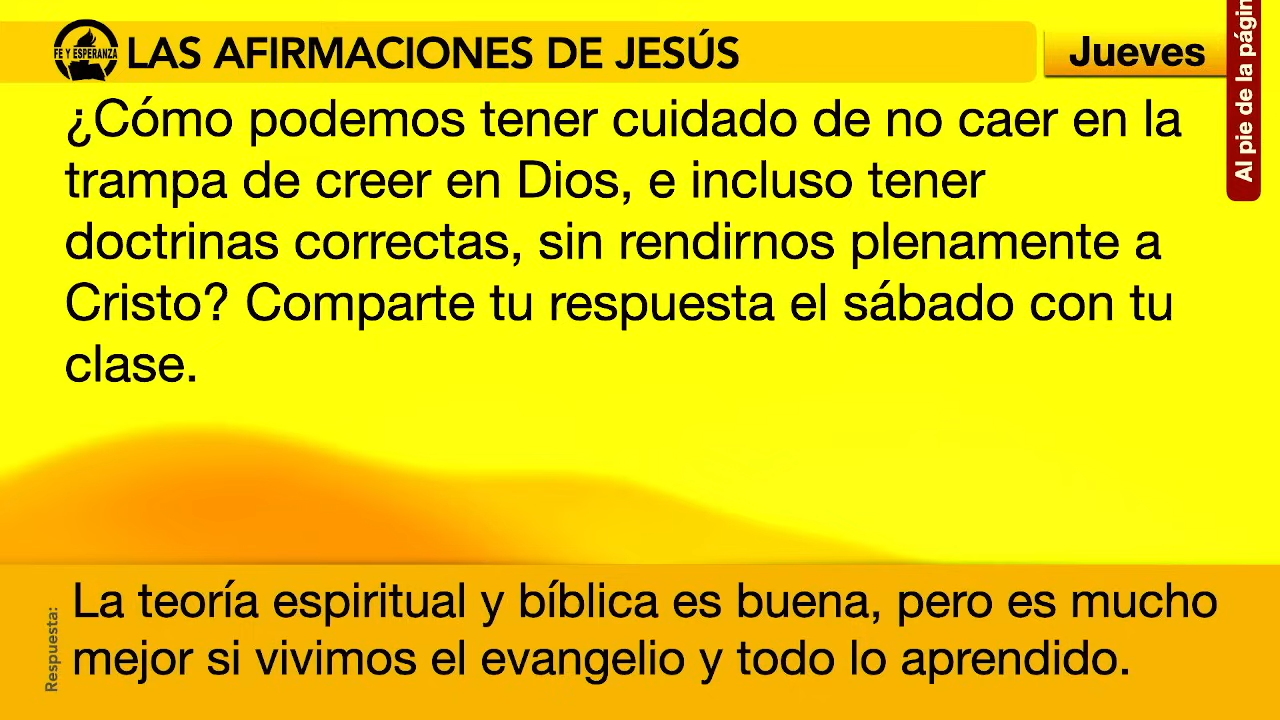 FE Y ESPERANZA
LAS AFIRMACIONES DE JESÚS
Jueves
Al pie de la págin
¿Cómo podemos tener cuidado de no caer en la
trampa de creer en Dios, e incluso tener
doctrinas correctas, sin rendirnos plenamente a
Cristo? Comparte tu respuesta el sábado con tu
clase.
Respuesta:
La teoría espiritual y bíblica es buena, pero es mucho
mejor si vivimos el evangelio y todo lo aprendido.